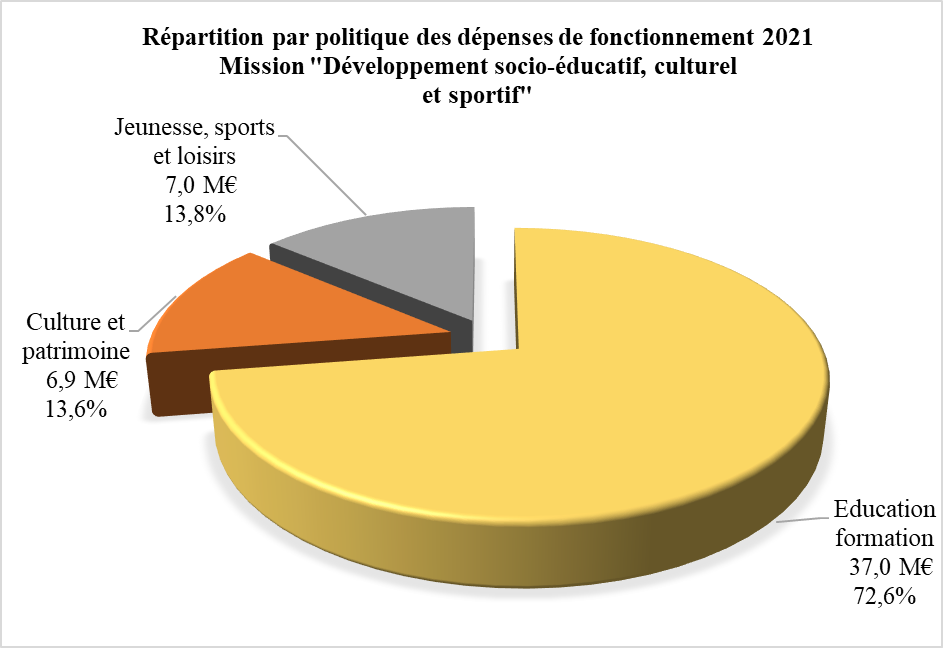 Répartition par politique des dépenses de fonctionnement 2021
Mission "Développement socio-éducatif, culturel
et sportif"
Jeunesse, sports
et loisirs
7,0 M€
13,8%
Culture et
patrimoine
6,9 M€
13,6%
Education
formation
37,0 M€
72,6%